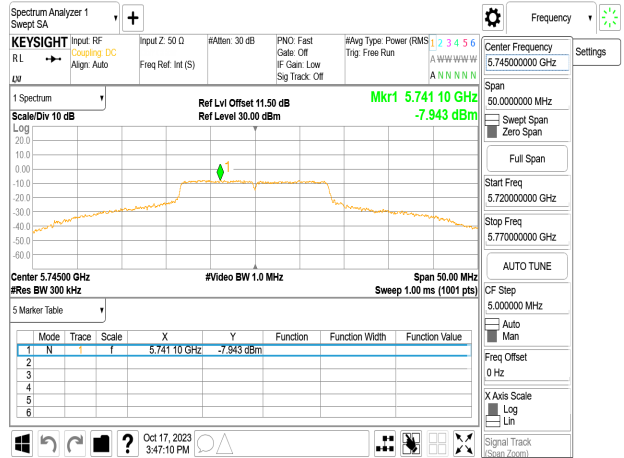 Spectrum Analyzer 1
Swept SA
Frequency
Settings
KEYSIGHT
RL
Input: RF
Coupling: DC
Align: Auto
Input Z: 50 Ω
Freq Ref: Int (S)
#Atten: 30 dB
PNO: Fast
Gate: Off
IF Gain: Low
Sig Track: Off
#Avg Type: Power (RMS
Trig: Free Run
1 2 3 4 5 6
A W W W W W
A N N N N N
LNI
1 Spectrum
Scale/Div 10 dB
Ref Lvl Offset 11.50 dB
Ref Level 30.00 dBm
Mkr1 5.741 10 GHz
-7.943 dBm
Log
20.0
10.0
0.00
-10.0
-20.0
-30.0
-40.0
-50.0
-60.0
1
Center 5.74500 GHz
#Res BW 300 kHz
#Video BW 1.0 MHz
Span 50.00 MHz
Sweep 1.00 ms (1001 pts)
5 Marker Table
Mode Trace Scale X Y Function Function Width Function Value
1 N 1 f 5.741 10 GHz -7.943 dBm
2
3
4
5
6
Oct 17, 2023
3:47:10 PM
?
Center Frequency
5.745000000 GHz
Span
50.0000000 MHz
Swept Span
Zero Span
Full Span
Start Freq
5.720000000 GHz
Stop Freq
5.770000000 GHz
AUTO TUNE
CF Step
5.000000 MHz
Auto
Man
Freq Offset
0 Hz
X Axis Scale
Log
Lin
Signal Track
(Span Zoom)